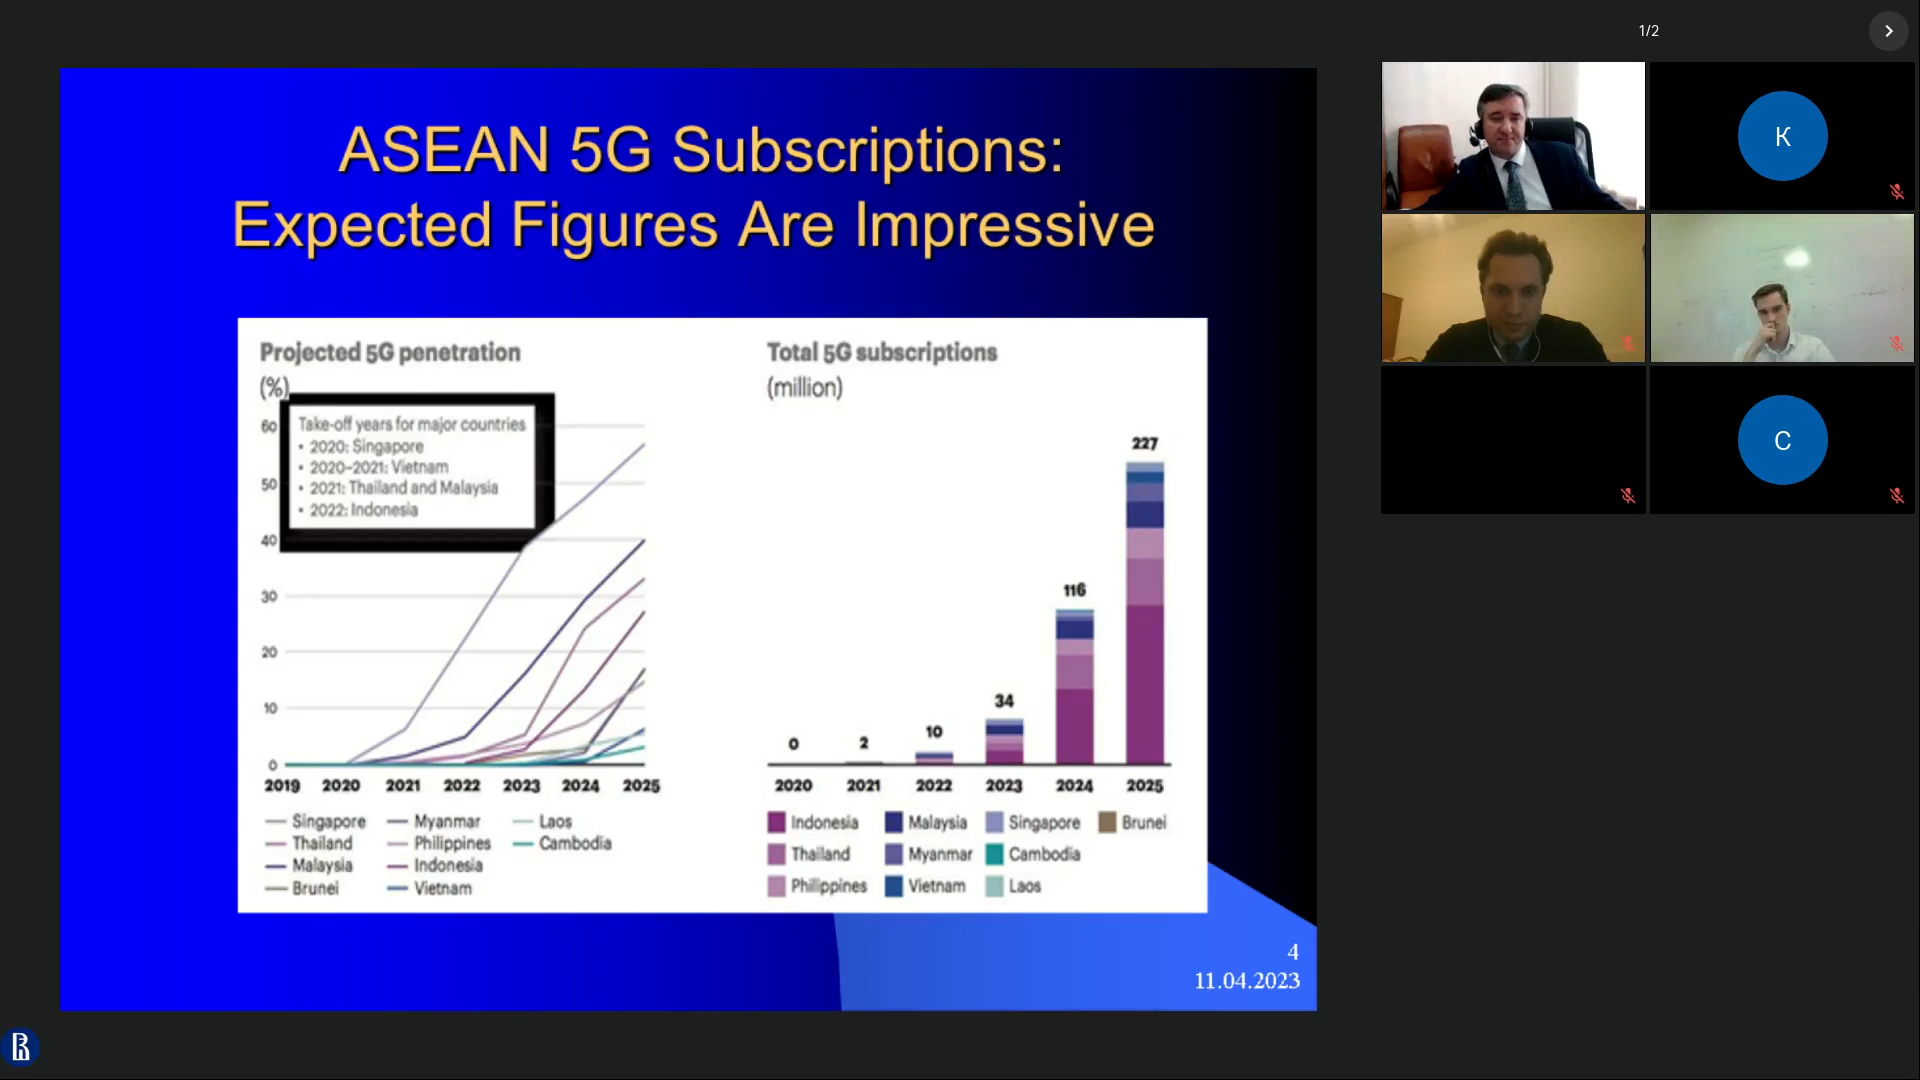 1/2
ASEAN 5G Subscriptions:
Expected Figures Are Impressive
Projected 5G penetration
(%)
Take-off years for major countries
• 2020: Singapore
• 2020–2021: Vietnam
• 2021: Thailand and Malaysia
• 2022: Indonesia
60
50
40
30
20
10
0
2019 2020 2021 2022 2023 2024 2025
Singapore Myanmar Laos
Thailand Philippines Cambodia
Malaysia Indonesia
Brunei Vietnam
Total 5G subscriptions
(million)
0 2 10 34 116 227
2020 2021 2022 2023 2024 2025
Indonesia Malaysia Singapore Brunei
Thailand Myanmar Cambodia
Philippines Vietnam Laos
4
11.04.2023
K
C